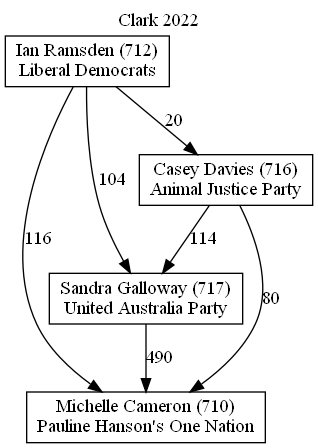 Clark 2022
Ian Ramsden (712)
Liberal Democrats
20
Casey Davies (716)
Animal Justice Party
104
116
114
Sandra Galloway (717)
United Australia Party
80
490
Michelle Cameron (710)
Pauline Hanson's One Nation